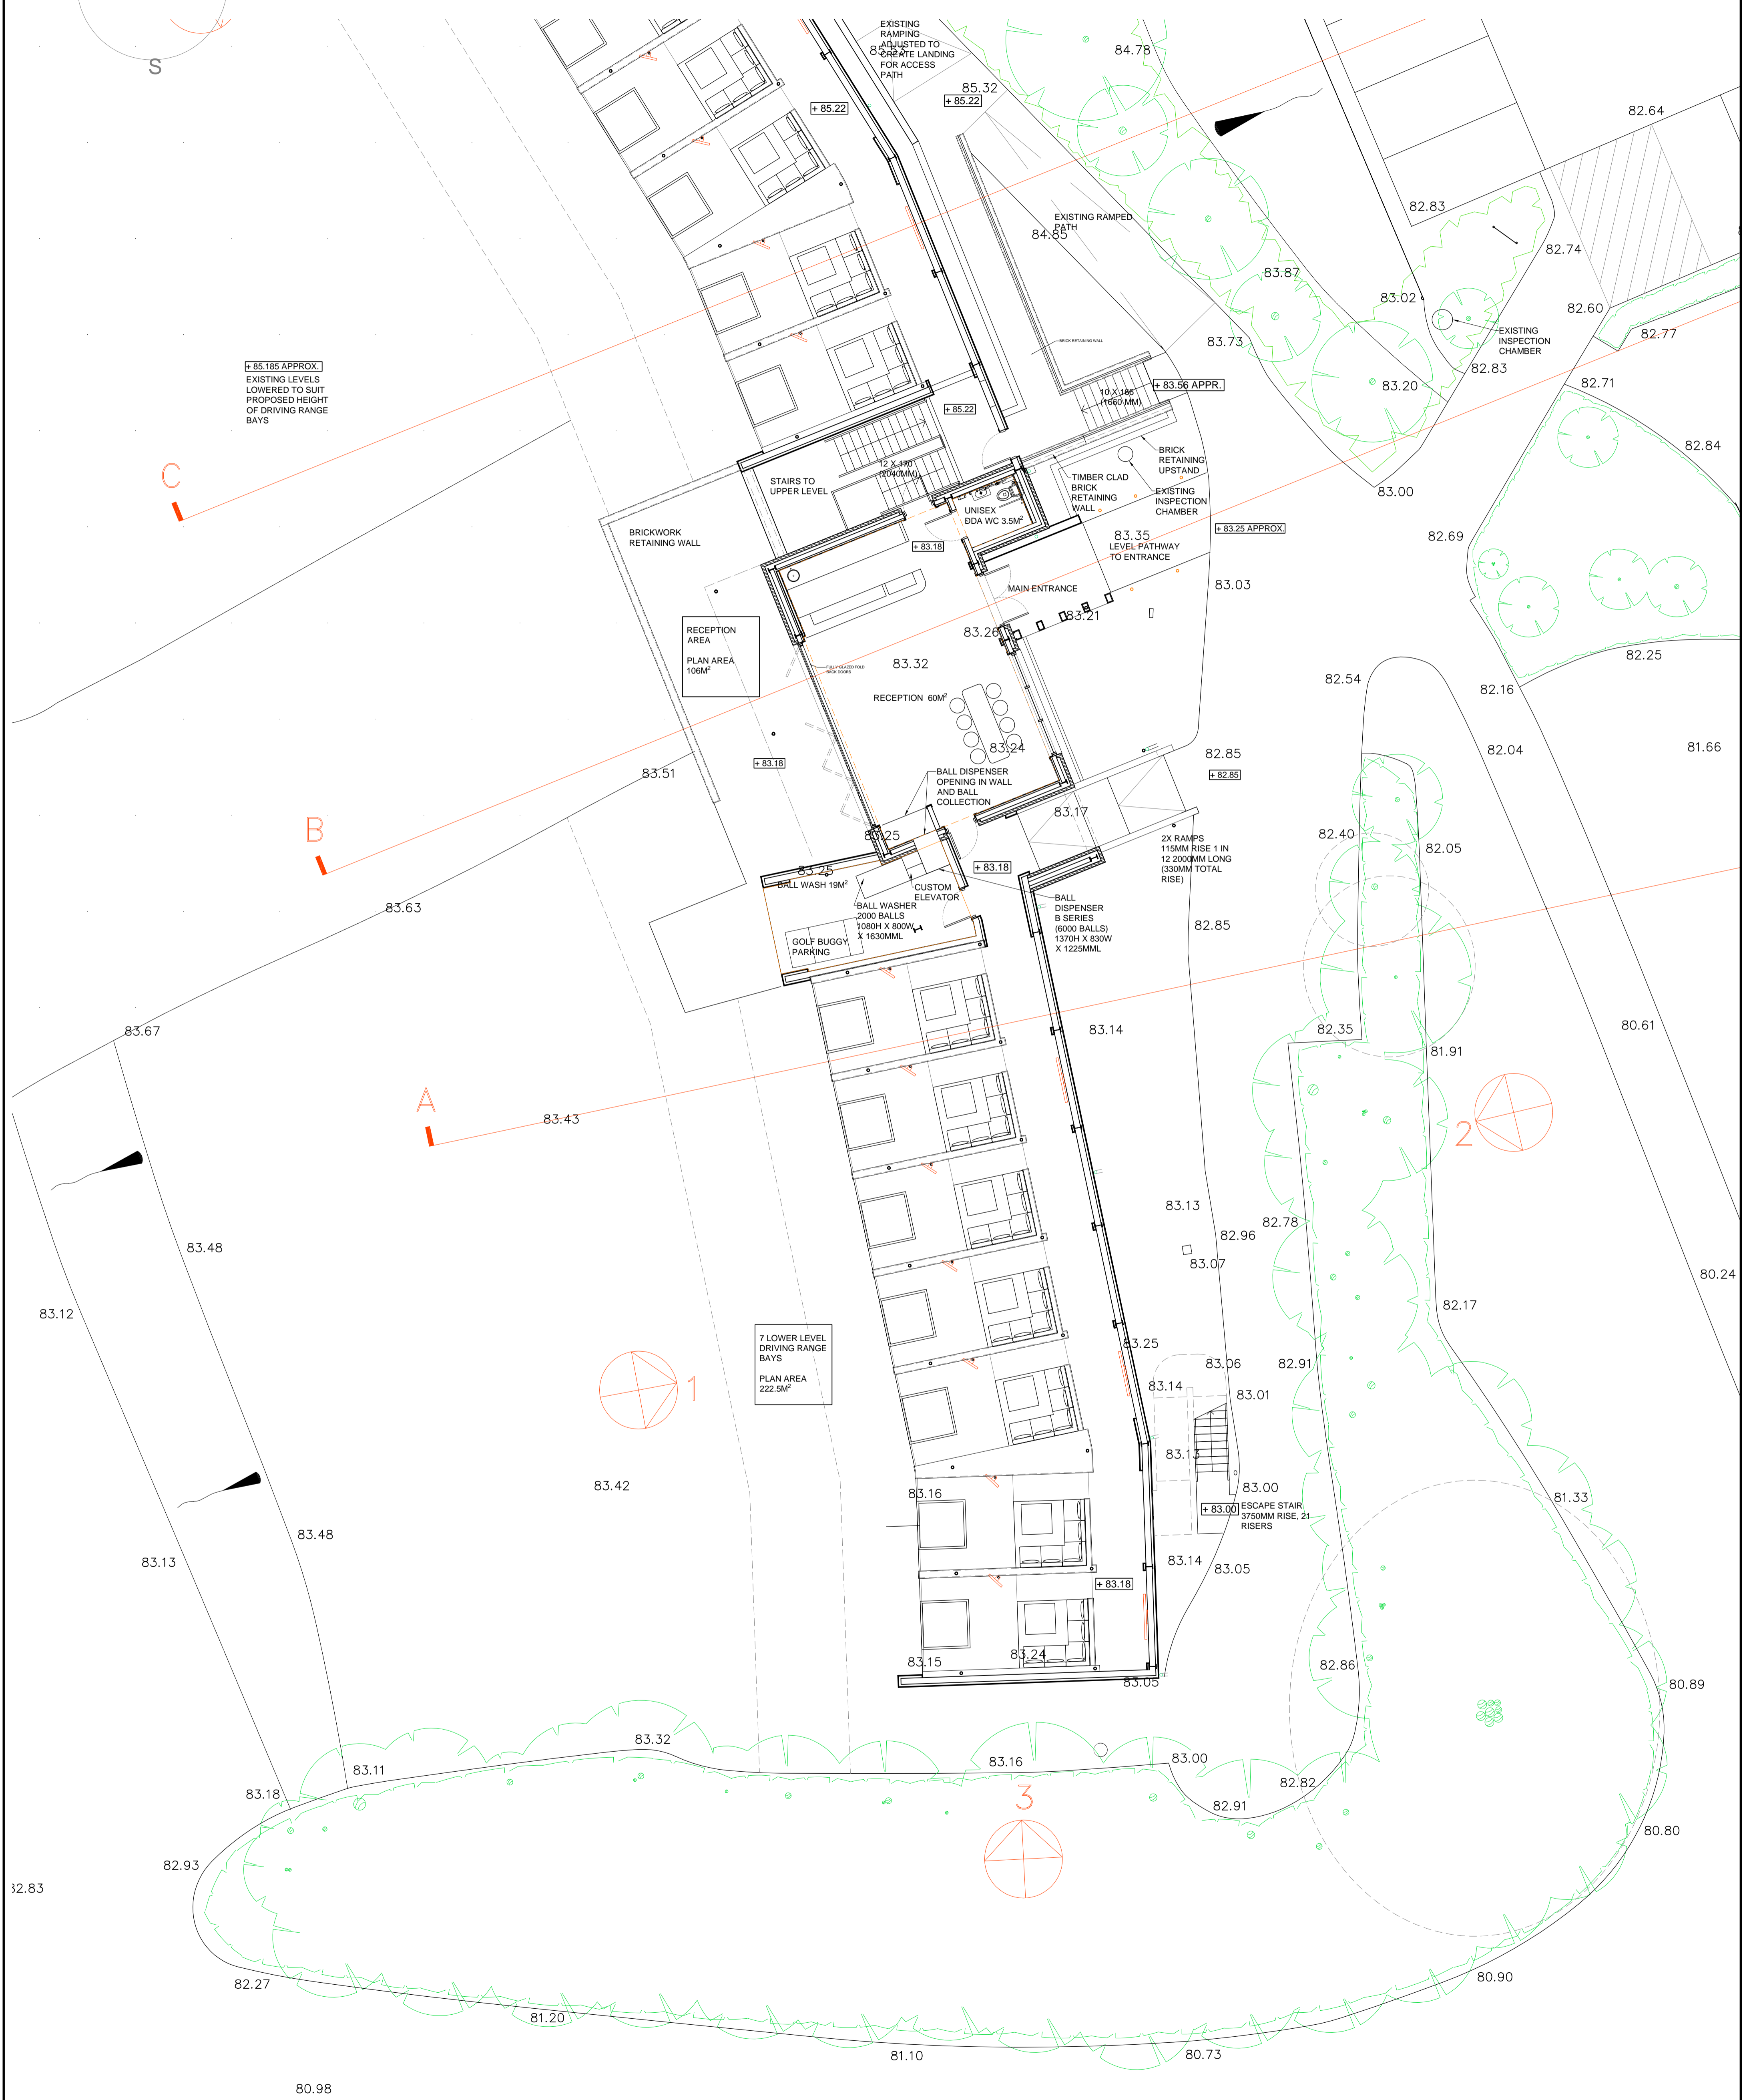 S
EXISTING
RAMPING
ADJUSTED TO
CREATE LANDING
FOR ACCESS
PATH
85.53
84.78
85.32
+ 85.22
+ 85.22
82.64
82.83
EXISTING RAMPED
PATH
84.85
82.74
83.87
83.02
82.60
EXISTING
INSPECTION
CHAMBER
82.77
BRICK RETAINING WALL
83.73
+ 85.185 APPROX.
EXISTING LEVELS
LOWERED TO SUIT
PROPOSED HEIGHT
OF DRIVING RANGE
BAYS
82.83
83.20
82.71
+ 83.56 APPR.
10 X 166
(1660 MM)
+ 85.22
82.84
C
12 X 170
(2040MM)
STAIRS TO
UPPER LEVEL
BRICK
RETAINING
UPSTAND
TIMBER CLAD
BRICK
RETAINING
WALL
EXISTING
INSPECTION
CHAMBER
83.00
UNISEX
DDA WC 3.5M²
BRICKWORK
RETAINING WALL
+ 83.18
83.35
LEVEL PATHWAY
TO ENTRANCE
+ 83.25 APPROX.
82.69
83.03
MAIN ENTRANCE
83.21
83.26
RECEPTION
AREA
PLAN AREA
106M²
FULLY GLAZED FOLD
BACK DOORS
83.32
82.25
82.54
82.16
RECEPTION 60M²
83.24
82.04
81.66
82.85
+ 82.85
+ 83.18
83.51
BALL DISPENSER
OPENING IN WALL
AND BALL
COLLECTION
83.17
B
83.25
2X RAMPS
115MM RISE 1 IN
12 2000MM LONG
(330MM TOTAL
RISE)
82.40
82.05
83.25
BALL WASH 19M²
+ 83.18
CUSTOM
ELEVATOR
83.63
BALL WASHER
2000 BALLS
1080H X 800W
X 1630MML
BALL
DISPENSER
B SERIES
(6000 BALLS)
1370H X 830W
X 1225MML
82.85
GOLF BUGGY
PARKING
83.67
83.14
82.35
80.61
81.91
A
83.43
2
83.13
82.78
82.96
83.48
83.07
80.24
83.12
82.17
7 LOWER LEVEL
DRIVING RANGE
BAYS
PLAN AREA
222.5M²
83.25
83.06
82.91
1
83.14
83.01
83.13
83.42
83.16
83.00
81.33
+ 83.00
ESCAPE STAIR
3750MM RISE, 21
RISERS
83.48
83.13
83.14
83.05
+ 83.18
83.15
83.24
82.86
83.05
80.89
83.32
83.16
83.00
83.11
82.82
83.18
3
82.91
80.80
82.93
32.83
82.27
80.90
81.20
81.10
80.73
80.98